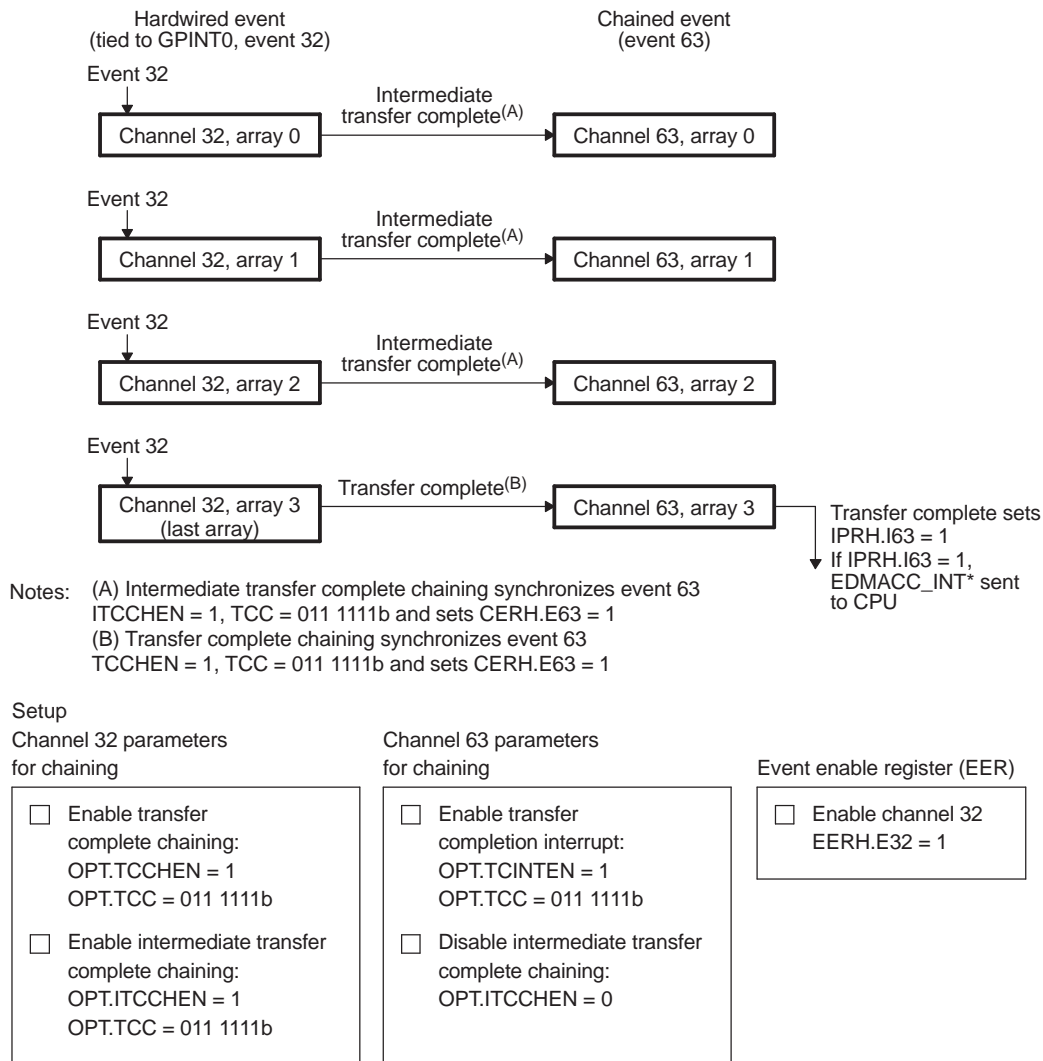 Hardwired event
(tied to GPINT0, event 32)
Chained event
(event 63)
Event 32
Channel 32, array 0
Intermediate
transfer complete(A)
Channel 63, array 0
Event 32
Channel 32, array 1
Intermediate
transfer complete(A)
Channel 63, array 1
Event 32
Channel 32, array 2
Intermediate
transfer complete(A)
Channel 63, array 2
Event 32
Channel 32, array 3
(last array)
Transfer complete(B)
Channel 63, array 3
Transfer complete sets
IPRH.I63 = 1
If IPRH.I63 = 1,
EDMACC_INT* sent
to CPU
Notes: (A) Intermediate transfer complete chaining synchronizes event 63
ITCCHEN = 1, TCC = 011 1111b and sets CERH.E63 = 1
(B) Transfer complete chaining synchronizes event 63
TCCHEN = 1, TCC = 011 1111b and sets CERH.E63 = 1
Setup
Channel 32 parameters
for chaining
Enable transfer
complete chaining:
OPT.TCCHEN = 1
OPT.TCC = 011 1111b
Enable intermediate transfer
complete chaining:
OPT.ITCCHEN = 1
OPT.TCC = 011 1111b
Channel 63 parameters
for chaining
Enable transfer
completion interrupt:
OPT.TCINTEN = 1
OPT.TCC = 011 1111b
Disable intermediate transfer
complete chaining:
OPT.ITCCHEN = 0
Event enable register (EER)
Enable channel 32
EERH.E32 = 1